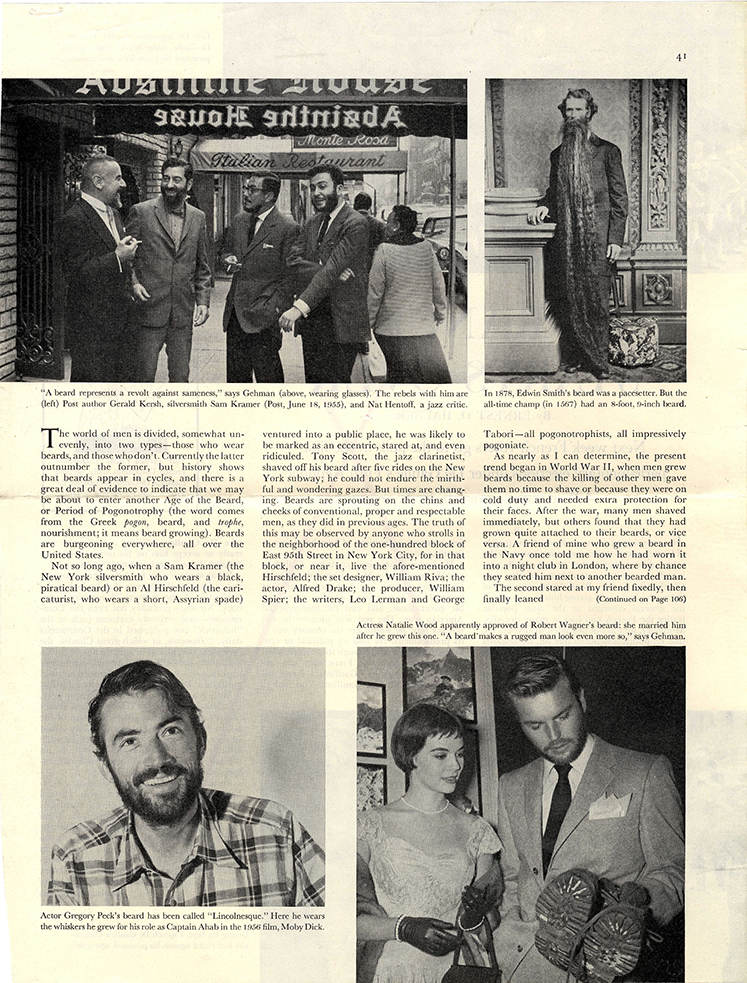 41
Absinthe House
Absinthe House
Monte Rosa
Italian Restaurant
"A beard represents a revolt against sameness," says Gehman (above, wearing glasses). The rebels with him are
(left) Post author Gerald Kersh, silversmith Sam Kramer (Post, June 18, 1955), and Nat Hentoff, a jazz critic.
In 1878, Edwin Smith's beard was a pacesetter. But the
all-time champ (in 1567) had an 8-foot, 9-inch beard.
The world of men is divided, somewhat un-
evenly, into two types—those who wear
beards, and those who don't. Currently the latter
outnumber the former, but history shows
that beards appear in cycles, and there is a
great deal of evidence to indicate that we may
be about to enter another Age of the Beard,
or Period of Pogonotrophy (the word comes
from the Greek pogon, beard, and trophe,
nourishment; it means beard growing). Beards
are burgeoning everywhere, all over the
United States.
Not so long ago, when a Sam Kramer (the
New York silversmith who wears a black,
piratical beard) or an Al Hirschfeld (the cari-
caturist, who wears a short, Assyrian spade)
ventured into a public place, he was likely to
be marked as an eccentric, stared at, and even
ridiculed. Tony Scott, the jazz clarinetist,
shaved off his beard after five rides on the New
York subway; he could not endure the mirth-
ful and wondering gazes. But times are chang-
ing. Beards are sprouting on the chins and
cheeks of conventional, proper and respectable
men, as they did in previous ages. The truth of
this may be observed by anyone who strolls in
the neighborhood of the one-hundred block of
East 95th Street in New York City, for in that
block, or near it, live the afore-mentioned
Hirschfeld; the set designer, William Riva; the
actor, Alfred Drake; the producer, William
Spier; the writers, Leo Lerman and George
Tabori—all pogonotrophists, all impressively
pogoniate.
As nearly as I can determine, the present
trend began in World War II, when men grew
beards because the killing of other men gave
them no time to shave or because they were on
cold duty and needed extra protection for
their faces. After the war, many men shaved
immediately, but others found that they had
grown quite attached to their beards, or vice
versa. A friend of mine who grew a beard in
the Navy once told me how he had worn it
into a night club in London, where by chance
they seated him next to another bearded man.
The second stared at my friend fixedly, then
finally leaned (Continued on Page 106)
Actress Natalie Wood apparently approved of Robert Wagner's beard: she married him
after he grew this one. "A beard makes a rugged man look even more so," says Gehman.
Actor Gregory Peck's beard has been called "Lincolnesque." Here he wears
the whiskers he grew for his role as Captain Ahab in the 1956 film, Moby Dick.